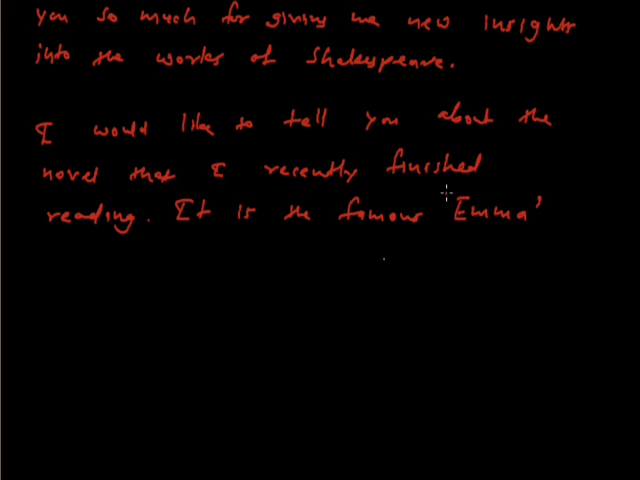 you so much for giving me new insights
into the works of Shakespeare.
I would like to tell you about the
novel that I recently finished
reading. It is the famous 'Emma'